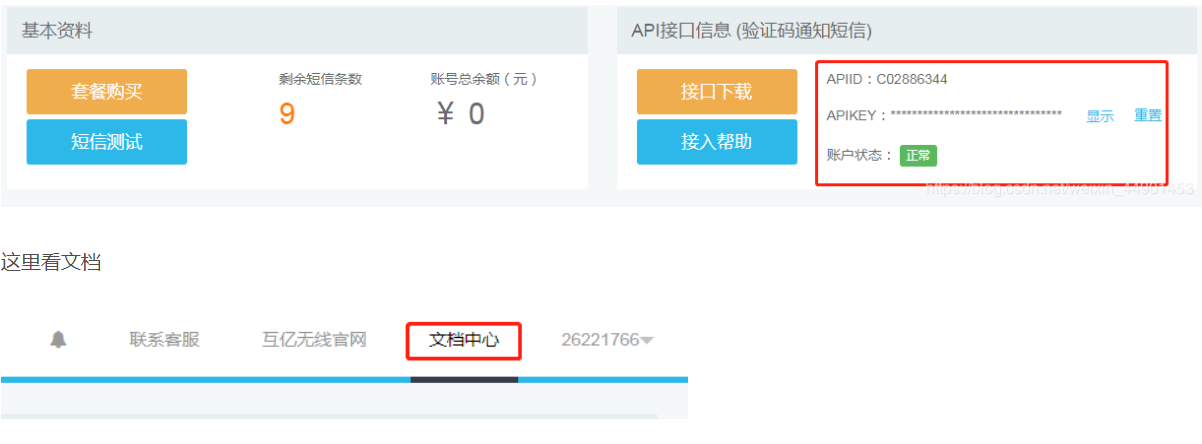 基本资料
API接口信息 (验证码通知短信)
套餐购买
短信测试
剩余短信条数
9
账号总余额（元）
¥ 0
接口下载
接入帮助
APIID：C02886344
APIKEY：******************************** 显示 重置
账户状态： 正常
https://blog.csdn.net/weixin_44901453
这里看文档
联系客服 互亿无线官网 文档中心 26221766